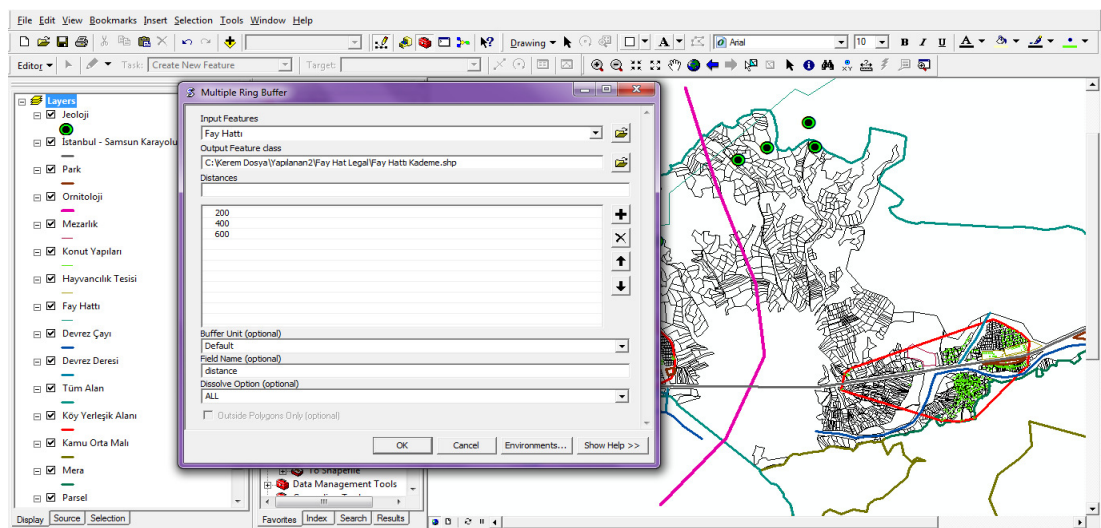 File Edit View Bookmarks Insert Selection Tools Window Help
Drawing Arial 10 B I U A
Editor Task: Create New Feature Target:
Layers
Jeoloji
İstanbul - Samsun Karayolu
Park
Ornitoloji
Mezarlık
Konut Yapıları
Hayvancılık Tesisi
Fay Hattı
Devrez Çayı
Devrez Deresi
Tüm Alan
Köy Yerleşik Alanı
Kamu Orta Malı
Mera
Parsel
Display Source Selection
Multiple Ring Buffer
Input Features
Fay Hattı
Output Feature class
C:\Kerem Dosya\Yapılanan2\Fay Hat Legal\Fay Hattı Kademe.shp
Distances
200
400
600
Buffer Unit (optional)
Default
Field Name (optional)
distance
Dissolve Option (optional)
ALL
Outside Polygons Only (optional)
OK Cancel Environments... Show Help >>
To Shapefile
Data Management Tools
Favorites Index Search Results